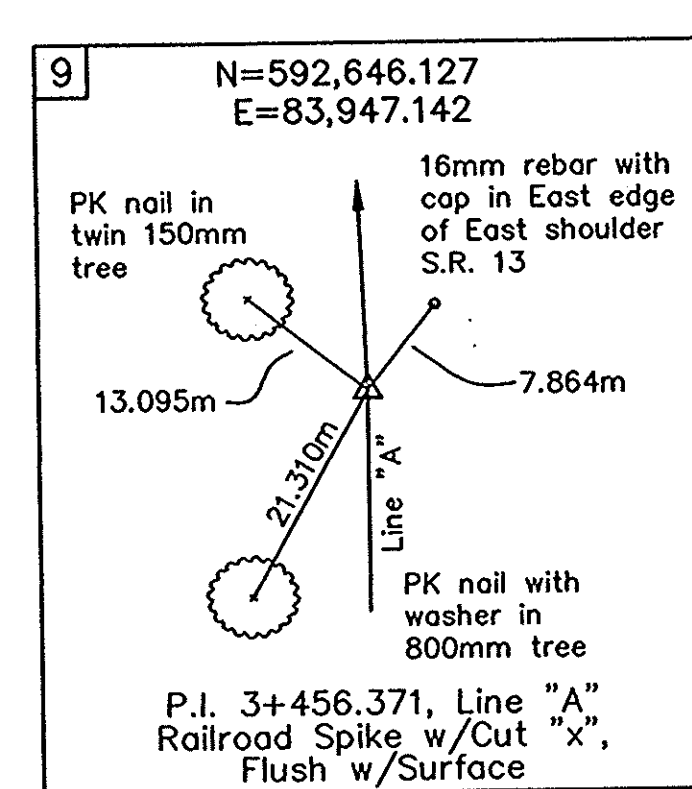 9
N=592,646.127
E=83,947.142
PK nail in
twin 150mm
tree
16mm rebar with
cap in East edge
of East shoulder
S.R. 13
13.095m
7.864m
21.310m
Line "A"
PK nail with
washer in
800mm tree
P.I. 3+456.371, Line "A"
Railroad Spike w/Cut "x",
Flush w/Surface